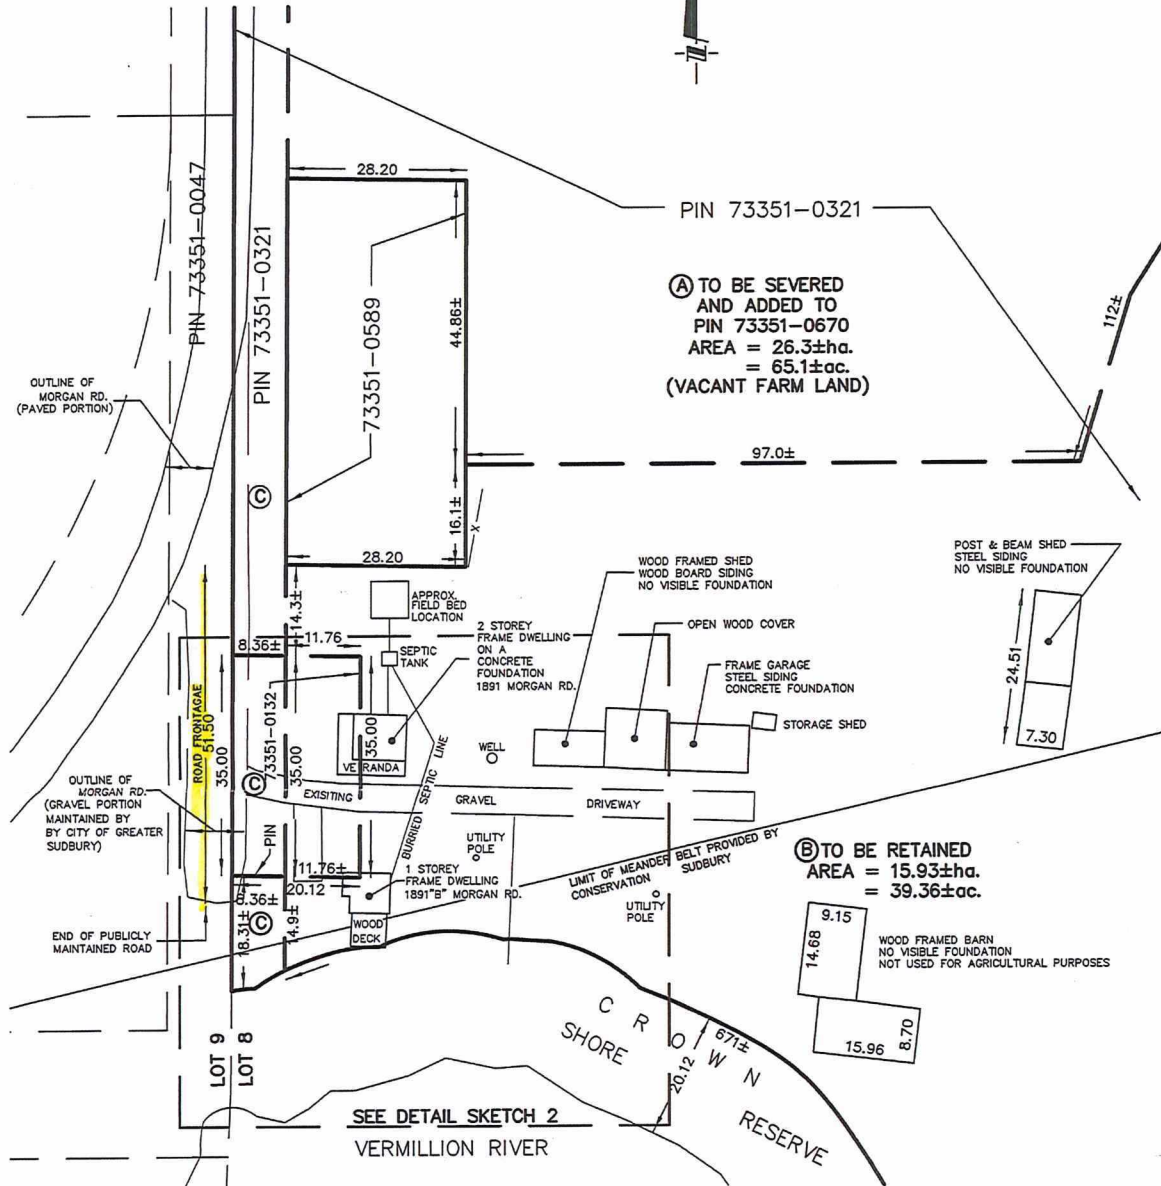 N
28.20
PIN 73351-0047
PIN 73351-0321
73351-0589
44.86±
PIN 73351-0321
Ⓐ TO BE SEVERED
AND ADDED TO
PIN 73351-0670
AREA = 26.3±ha.
= 65.1±ac.
(VACANT FARM LAND)
112±
OUTLINE OF
MORGAN RD.
(PAVED PORTION)
97.0±
Ⓒ
16.1±
X
28.20
POST & BEAM SHED
STEEL SIDING
NO VISIBLE FOUNDATION
WOOD FRAMED SHED
WOOD BOARD SIDING
NO VISIBLE FOUNDATION
APPROX.
FIELD BED
LOCATION
14.3±
2 STOREY
FRAME DWELLING
ON A
CONCRETE
FOUNDATION
1891 MORGAN RD.
OPEN WOOD COVER
8.36±
11.76
SEPTIC
TANK
FRAME GARAGE
STEEL SIDING
CONCRETE FOUNDATION
24.51
7.30
STORAGE SHED
ROAD FRONTAGAE
51.50
35.00
73351-0132
35.00
35.00
VERANDA
WELL
BURRIED SEPTIC LINE
OUTLINE OF
MORGAN RD.
(GRAVEL PORTION
MAINTAINED BY
BY CITY OF GREATER
SUDBURY)
Ⓒ
EXISITING GRAVEL DRIVEWAY
PIN
UTILITY
POLE
LIMIT OF MEANDER BELT PROVIDED BY
CONSERVATION SUDBURY
Ⓑ TO BE RETAINED
AREA = 15.93±ha.
= 39.36±ac.
11.76±
20.12
1 STOREY
FRAME DWELLING
1891"B" MORGAN RD.
8.36±
Ⓒ
UTILITY
POLE
9.15
14.68
WOOD FRAMED BARN
NO VISIBLE FOUNDATION
NOT USED FOR AGRICULTURAL PURPOSES
END OF PUBLICLY
MAINTAINED ROAD
18.31±
14.9±
WOOD
DECK
15.96
8.70
CROWN
SHORE
RESERVE
671±
20.12
LOT 9
LOT 8
SEE DETAIL SKETCH 2
VERMILLION RIVER